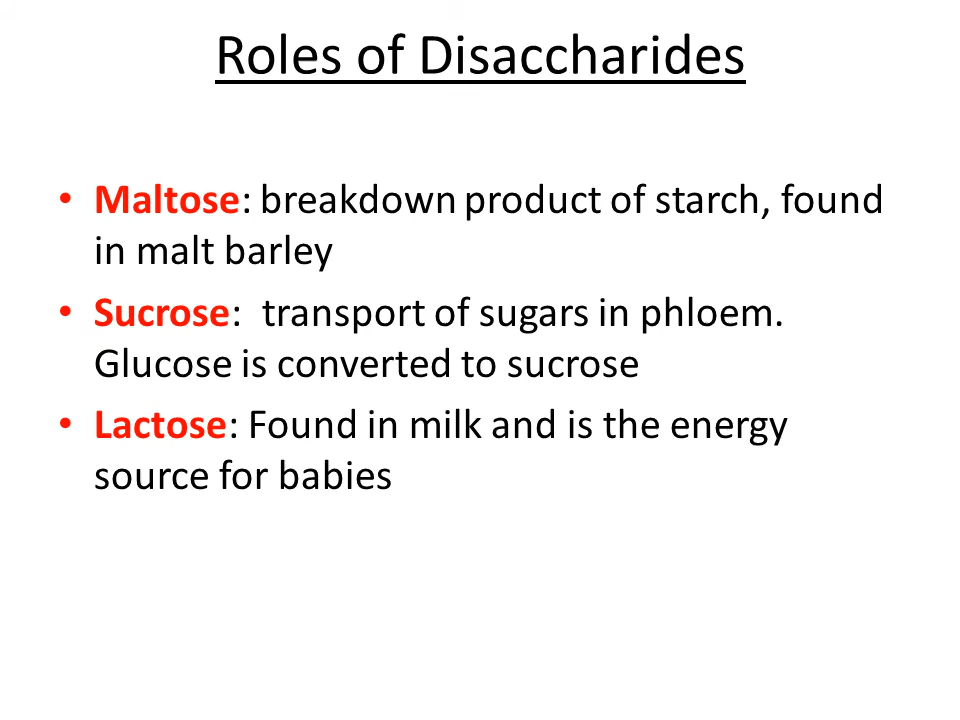 Roles of Disaccharides
• Maltose: breakdown product of starch, found
in malt barley
• Sucrose:  transport of sugars in phloem.
Glucose is converted to sucrose
• Lactose: Found in milk and is the energy
source for babies